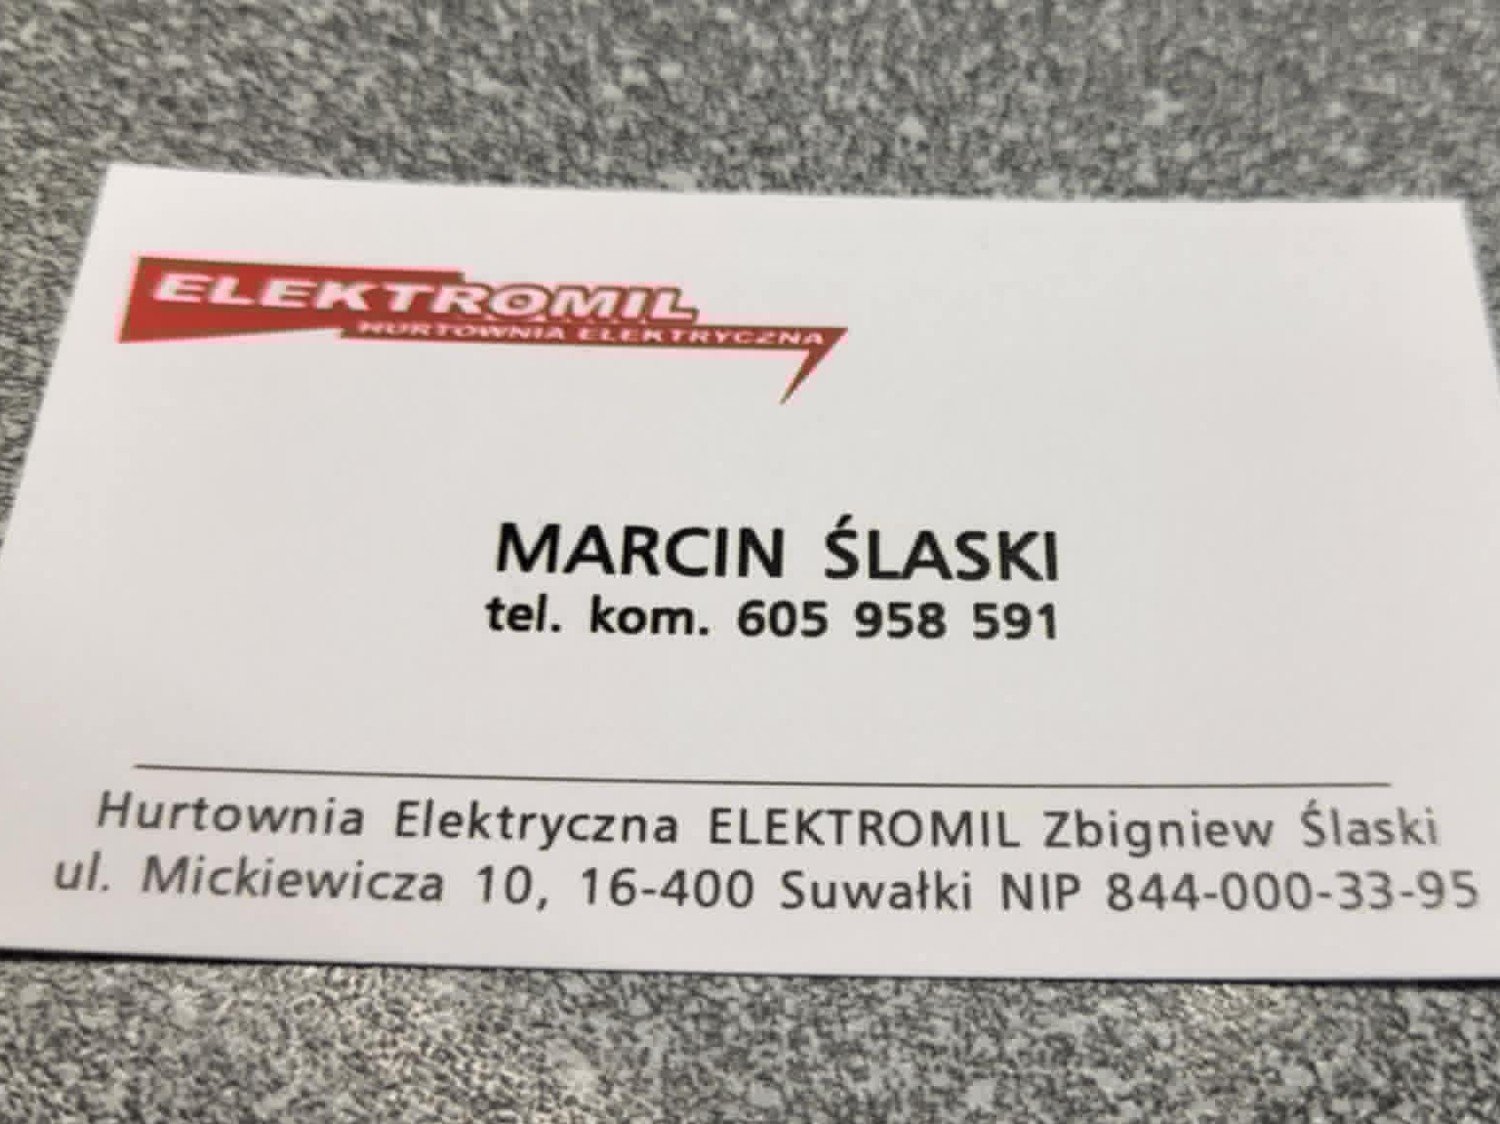 ELEKTROMIL
HURTOWNIA ELEKTRYCZNA
MARCIN ŚLASKI
tel. kom. 605 958 591
Hurtownia Elektryczna ELEKTROMIL Zbigniew Ślaski
ul. Mickiewicza 10, 16-400 Suwałki NIP 844-000-33-95